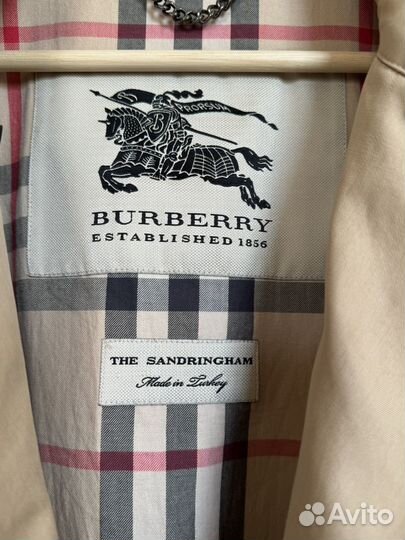 PRORSUM
B
BURBERRY
ESTABLISHED 1856
THE SANDRINGHAM
Made in Turkey
Avito